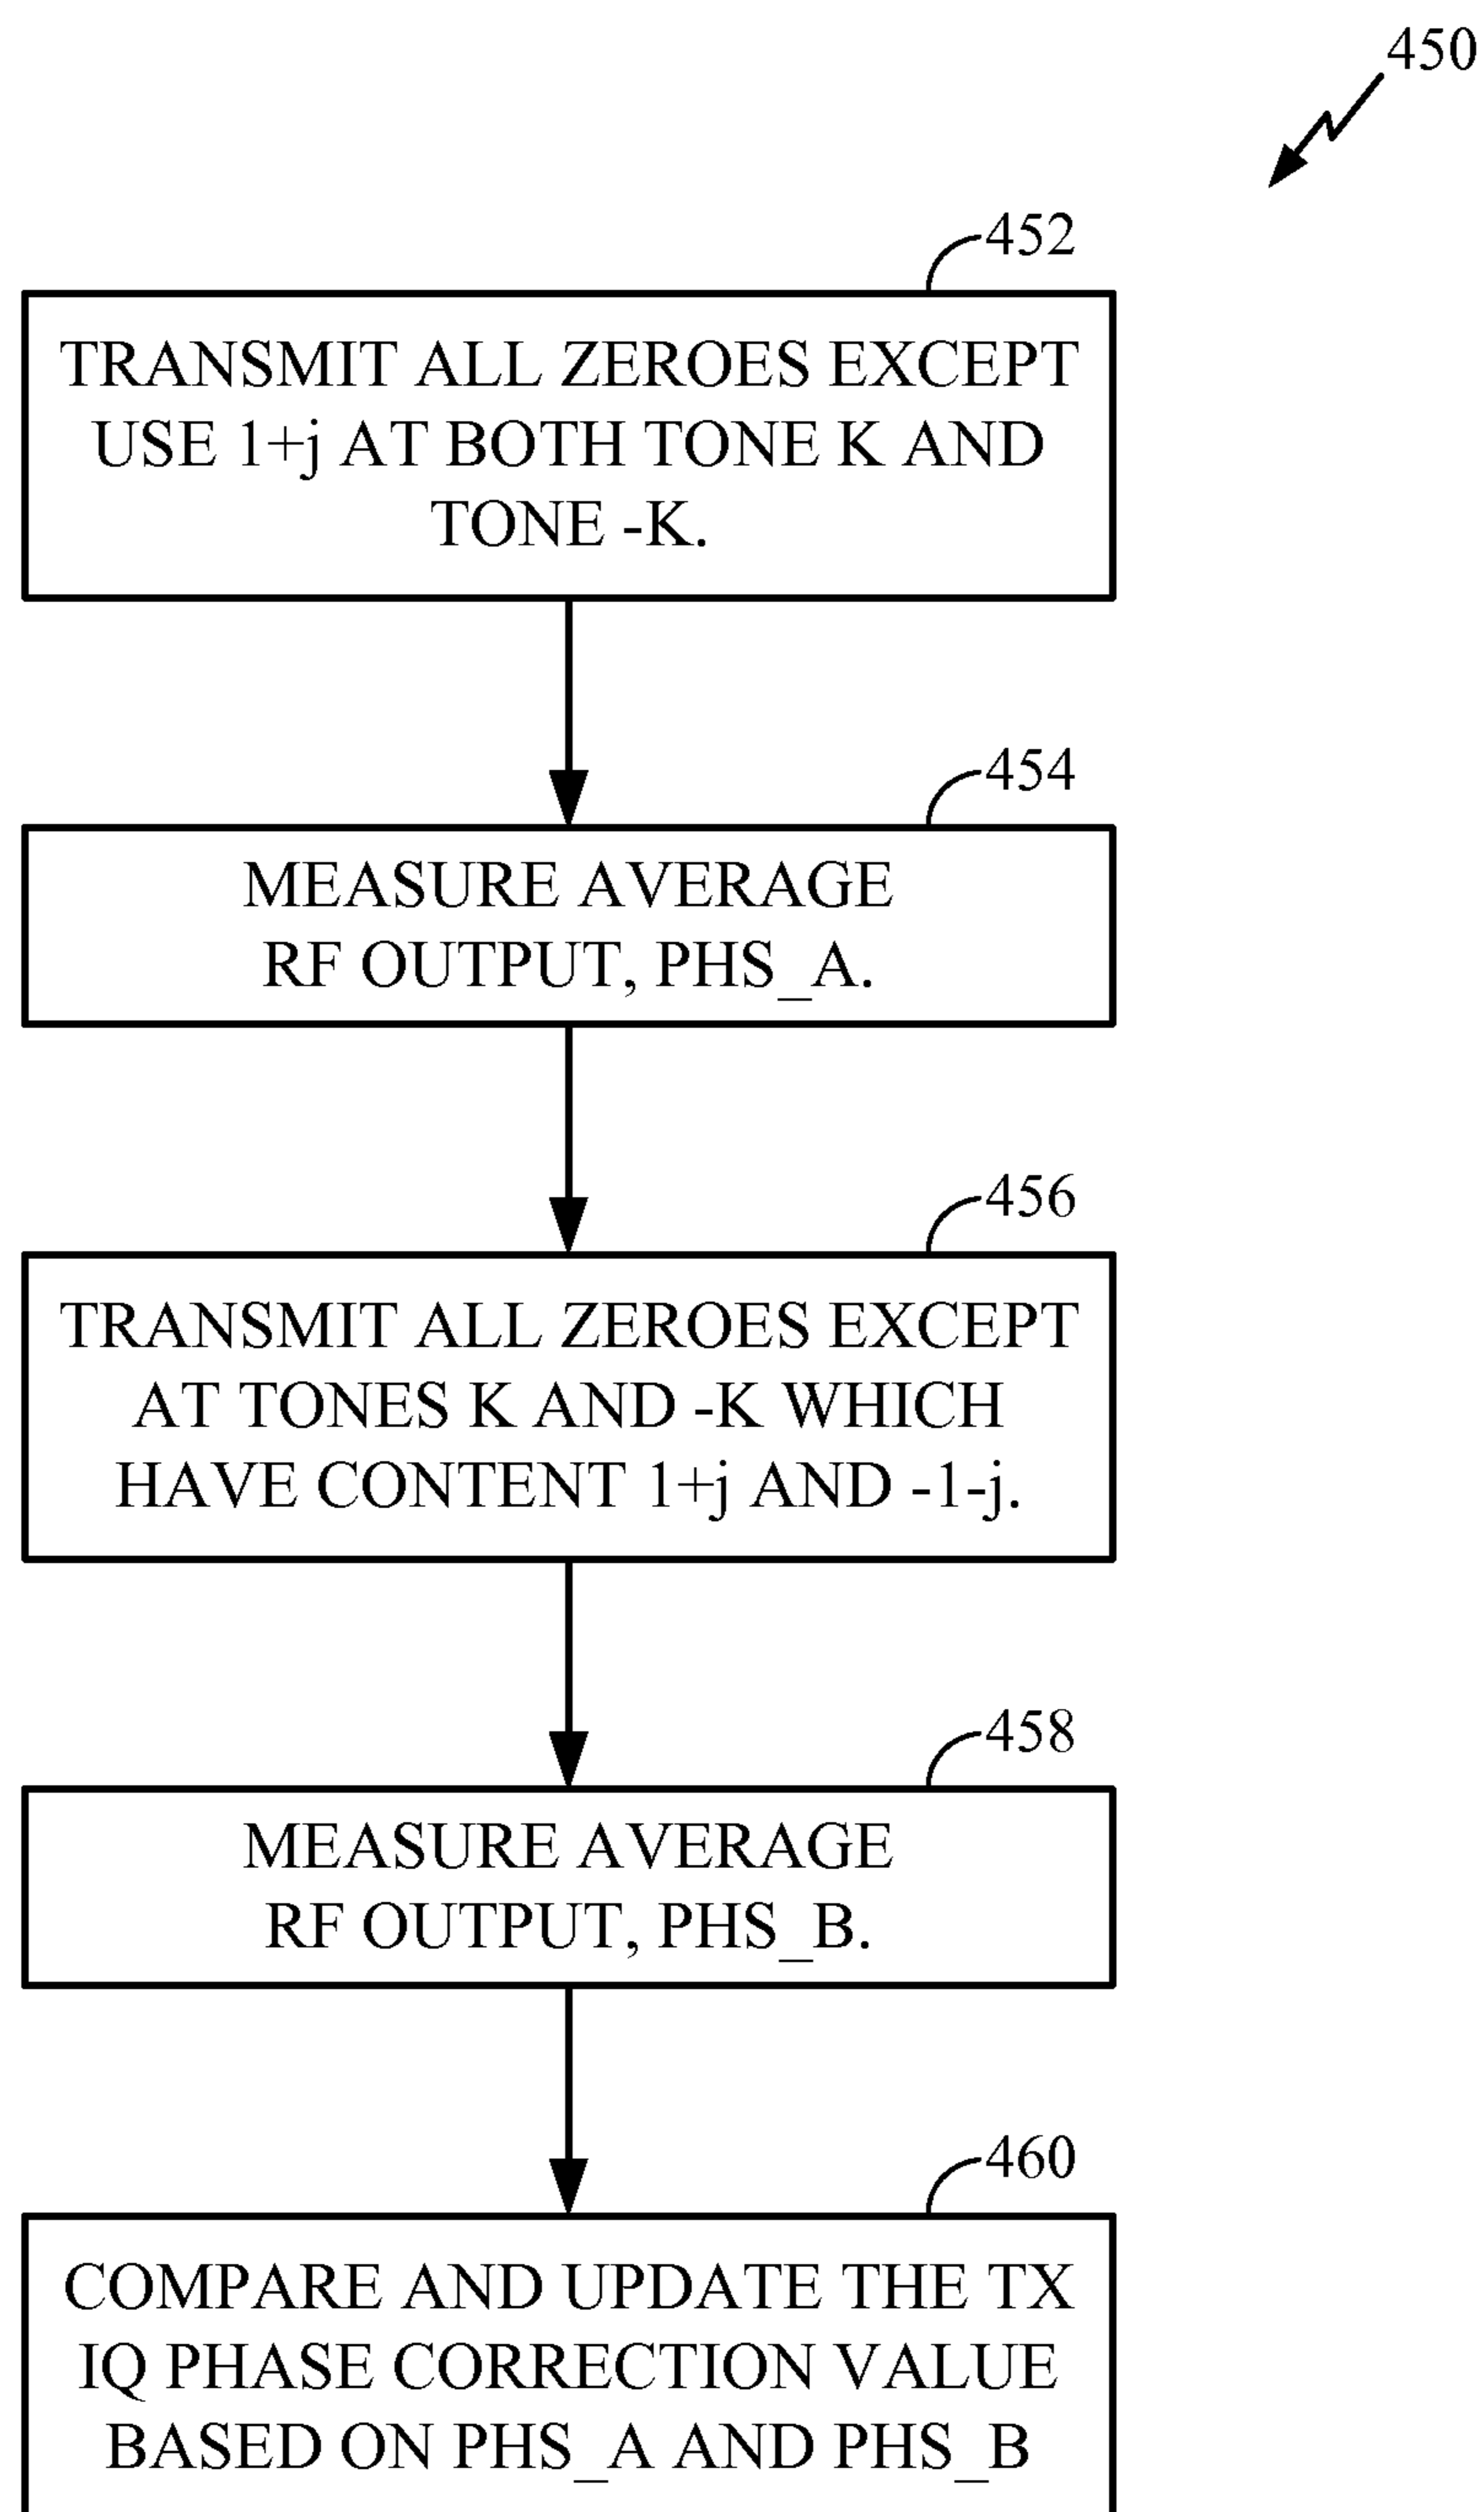 450
452
TRANSMIT ALL ZEROES EXCEPT
USE 1+j AT BOTH TONE K AND
TONE -K.
454
MEASURE AVERAGE
RF OUTPUT, PHS_A.
456
TRANSMIT ALL ZEROES EXCEPT
AT TONES K AND -K WHICH
HAVE CONTENT 1+j AND -1-j.
458
MEASURE AVERAGE
RF OUTPUT, PHS_B.
460
COMPARE AND UPDATE THE TX
IQ PHASE CORRECTION VALUE
BASED ON PHS_A AND PHS_B